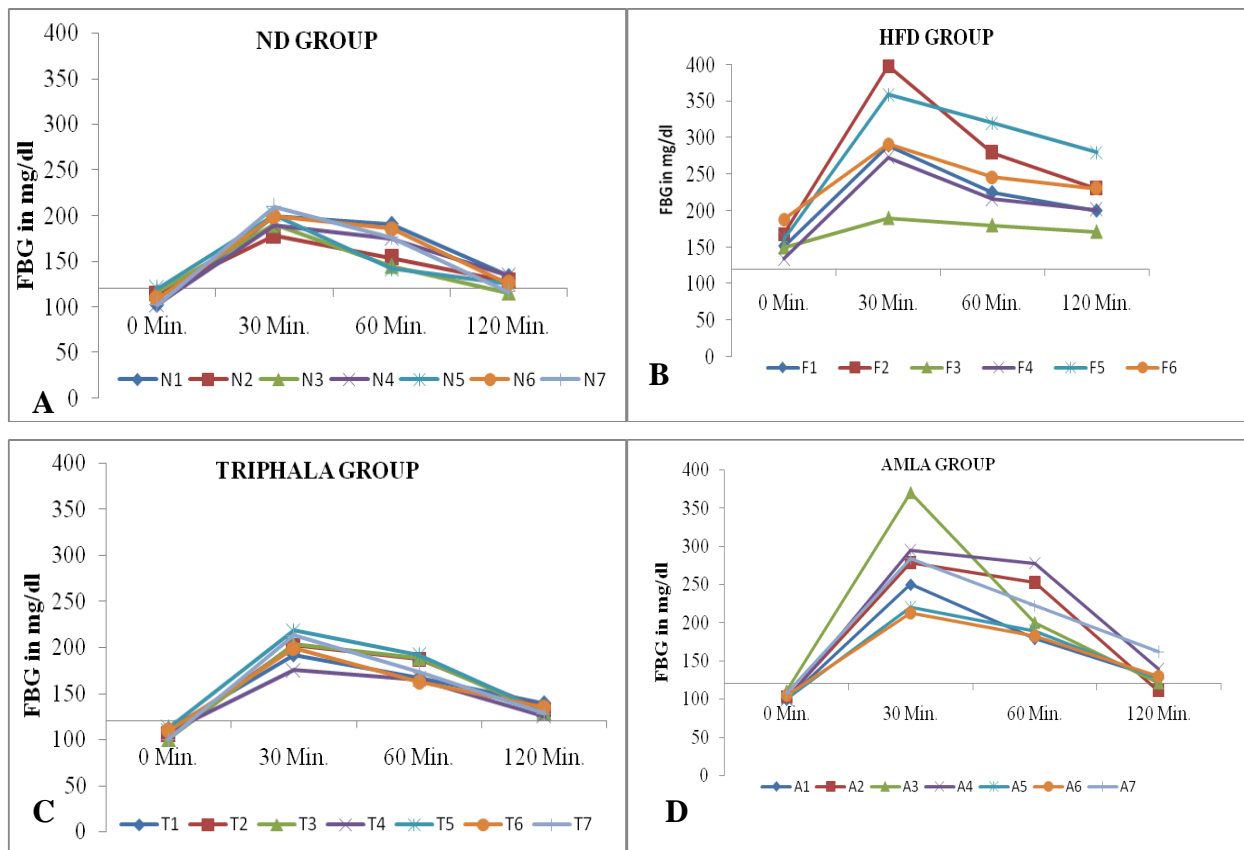 ND GROUP
FBG in mg/dl
400
350
300
250
200
150
100
50
0
0 Min. 30 Min. 60 Min. 120 Min.
N1 N2 N3 N4 N5 N6 N7
A
HFD GROUP
FBG in mg/dl
400
350
300
250
200
150
100
50
0
0 Min. 30 Min. 60 Min. 120 Min.
F1 F2 F3 F4 F5 F6
B
TRIPHALA GROUP
FBG in mg/dl
400
350
300
250
200
150
100
50
0
0 Min. 30 Min. 60 Min. 120 Min.
T1 T2 T3 T4 T5 T6 T7
C
AMLA GROUP
FBG in mg/dl
400
350
300
250
200
150
100
50
0
0 Min. 30 Min. 60 Min. 120 Min.
A1 A2 A3 A4 A5 A6 A7
D